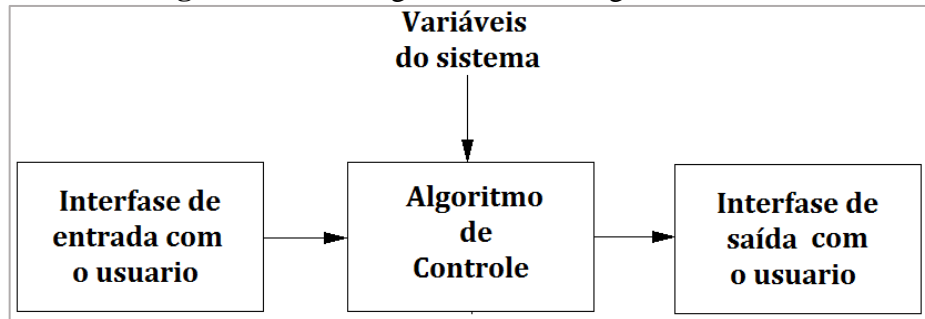 Variáveis
do sistema
Interfase de
entrada com
o usuario
Algoritmo
de
Controle
Interfase de
saída com
o usuario